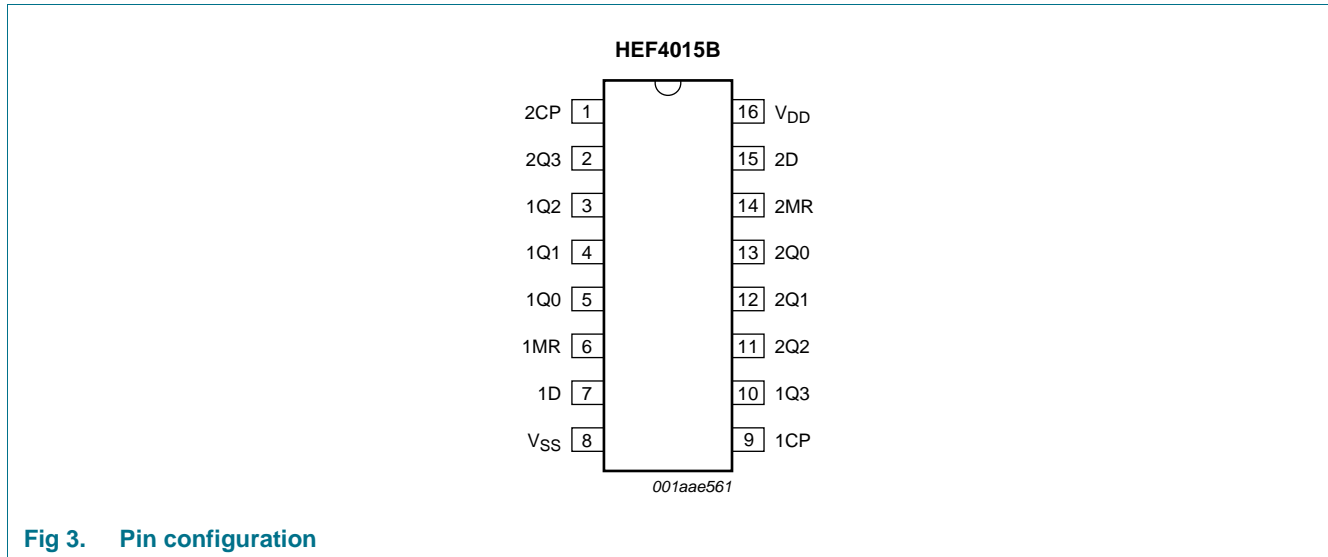 HEF4015B
2CP 1 16 VDD
2Q3 2 15 2D
1Q2 3 14 2MR
1Q1 4 13 2Q0
1Q0 5 12 2Q1
1MR 6 11 2Q2
1D 7 10 1Q3
VSS 8 9 1CP
001aae561
Fig 3. Pin configuration